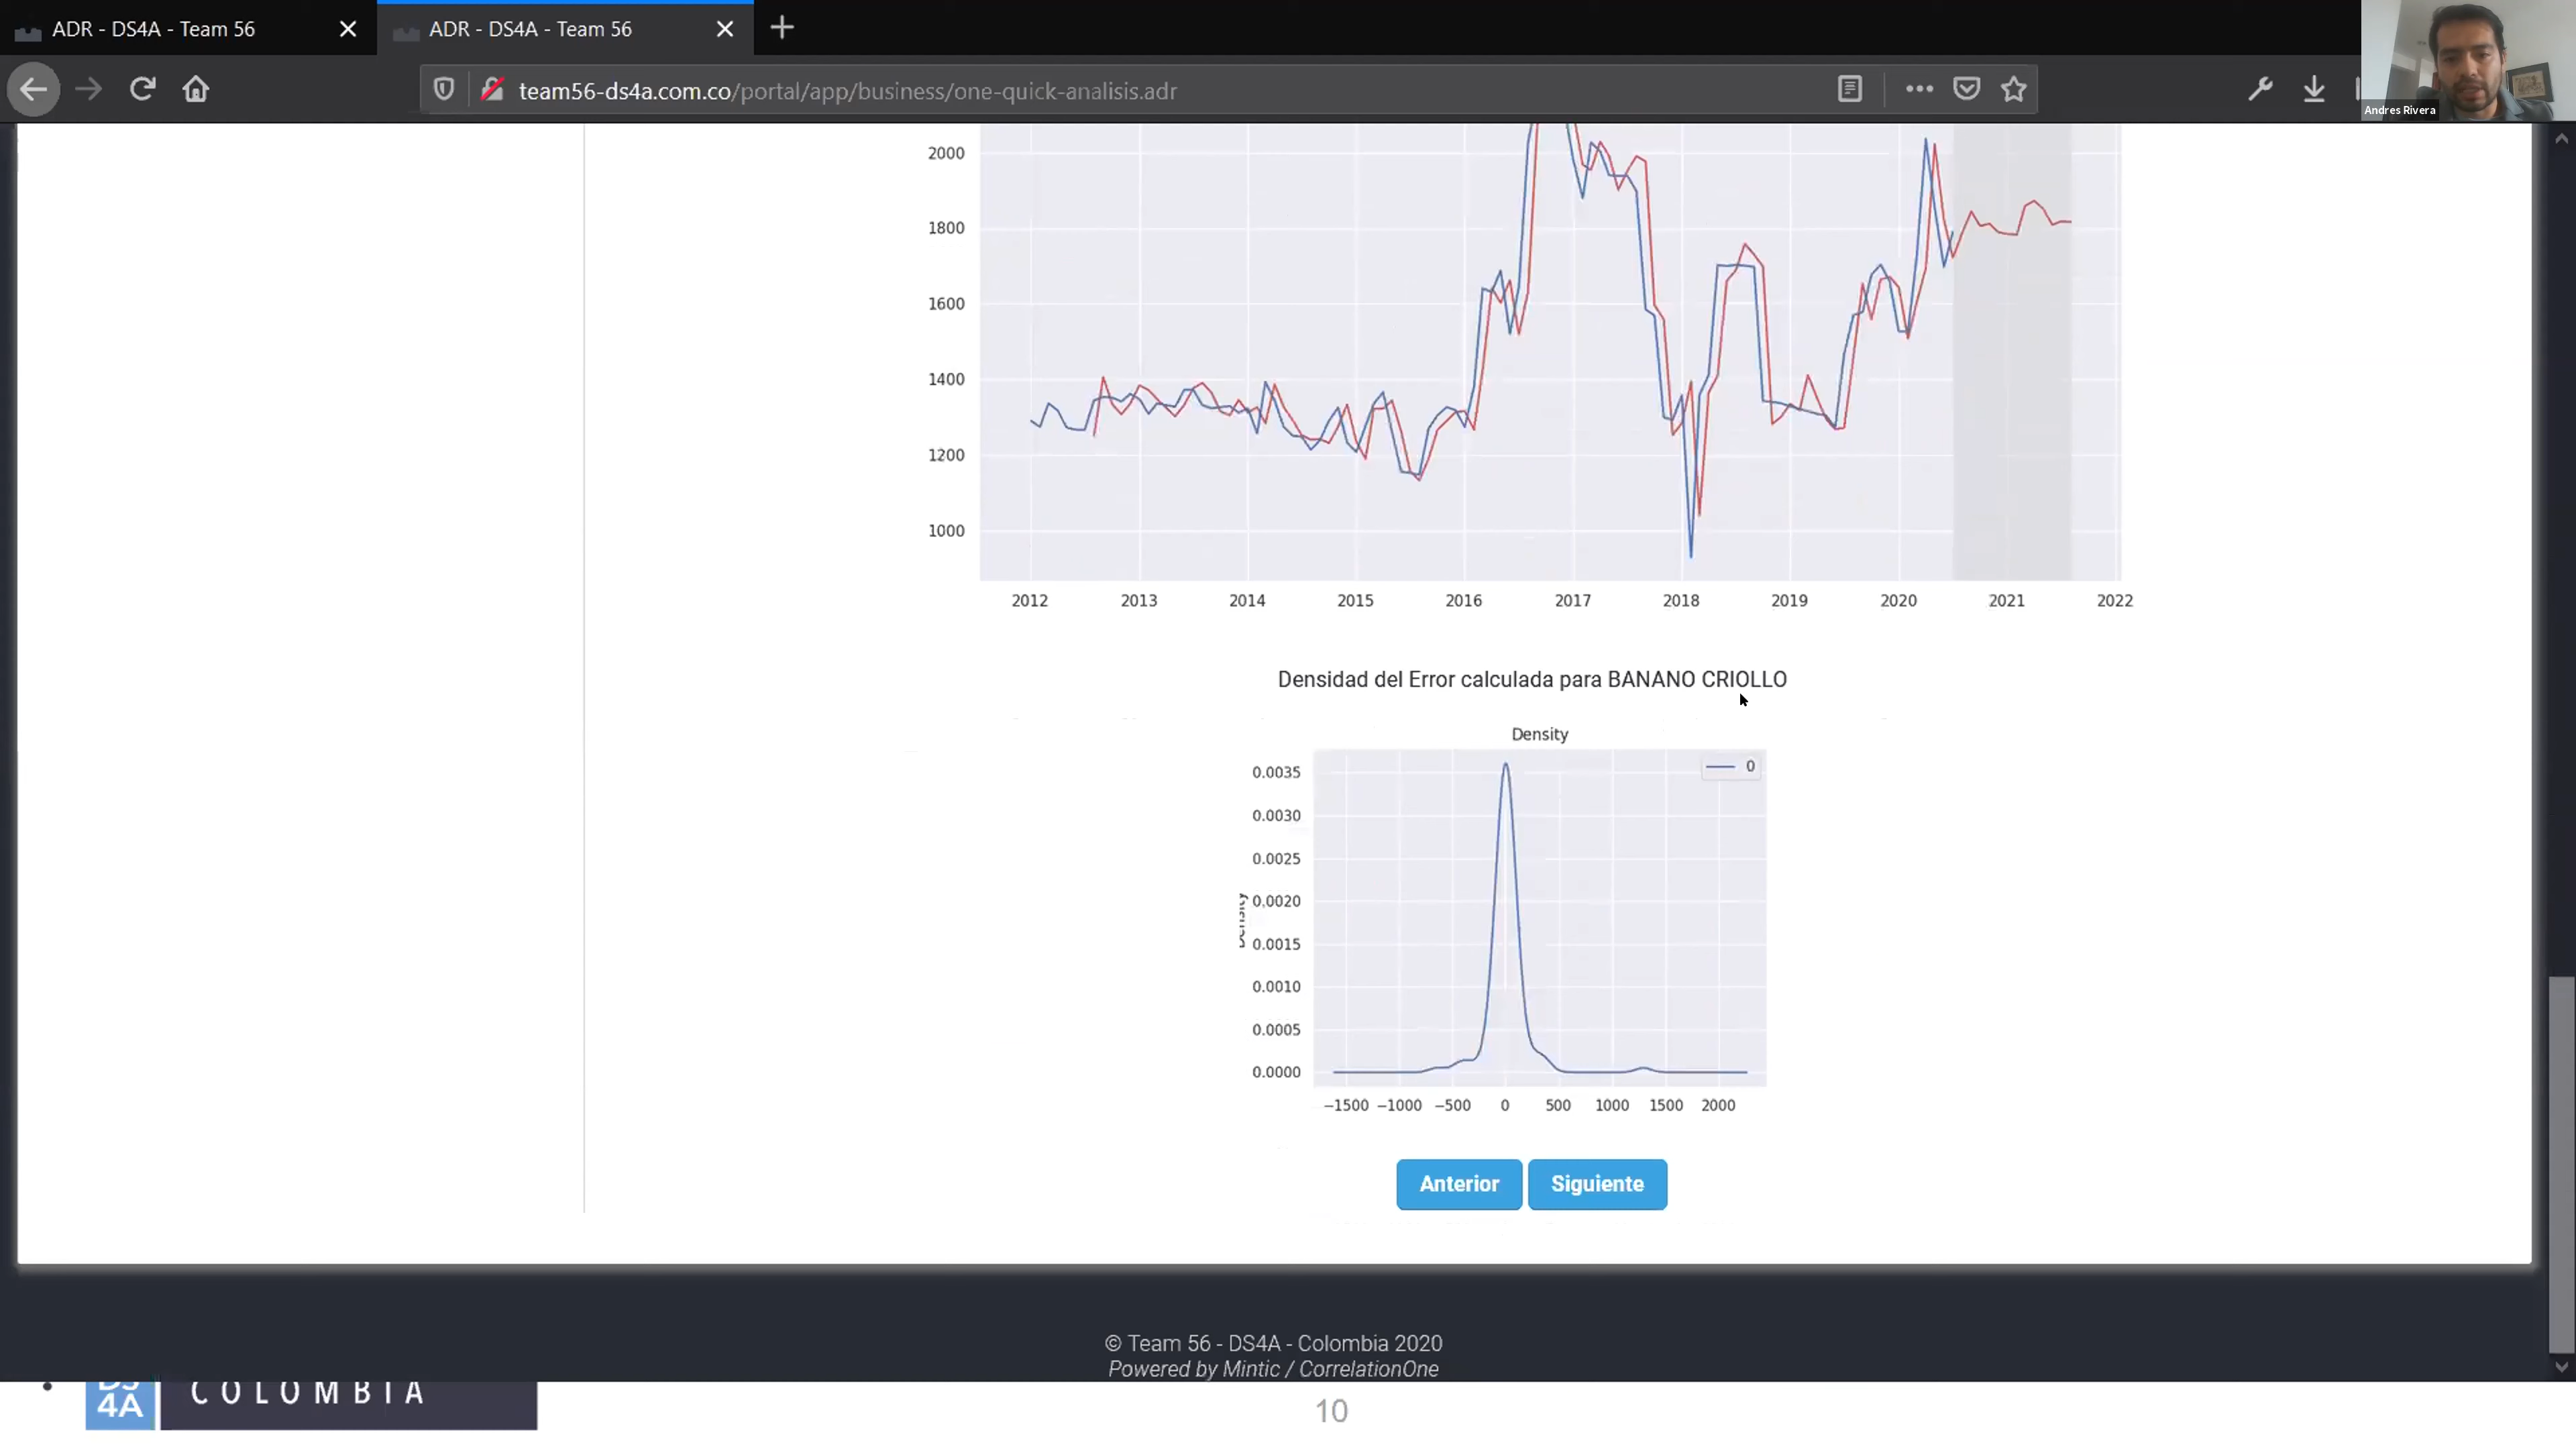 ADR - DS4A - Team 56
ADR - DS4A - Team 56
team56-ds4a.com.co/portal/app/business/one-quick-analisis.adr
Andres Rivera
2000
1800
1600
1400
1200
1000
2012 2013 2014 2015 2016 2017 2018 2019 2020 2021 2022
Densidad del Error calculada para BANANO CRIOLLO
Density
0
0.0035
0.0030
0.0025
0.0020
0.0015
0.0010
0.0005
0.0000
Density
−1500 −1000 −500 0 500 1000 1500 2000
Anterior Siguiente
© Team 56 - DS4A - Colombia 2020
Powered by Mintic / CorrelationOne
DS
4A
COLOMBIA
10